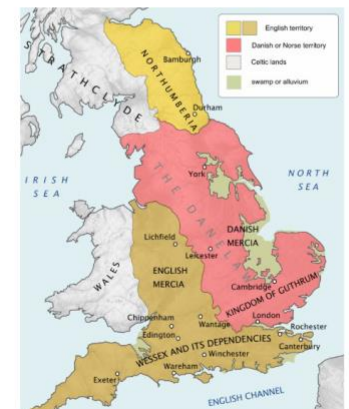 English territory
Danish or Norse territory
Celtic lands
swamp or alluvium
STRATHCLYDE
NORTHUMBERIA
Bamburgh
Durham
IRISH
SEA
NORTH
SEA
York
THE DANELAW
DANISH
MERCIA
Lichfield
Leicester
ENGLISH
MERCIA
WALES
Cambridge
KINGDOM OF GUTHRUM
Chippenham
London
Wantage
Rochester
Edington
WESSEX AND ITS DEPENDENCIES
Canterbury
Winchester
Wareham
Exeter
ENGLISH CHANNEL